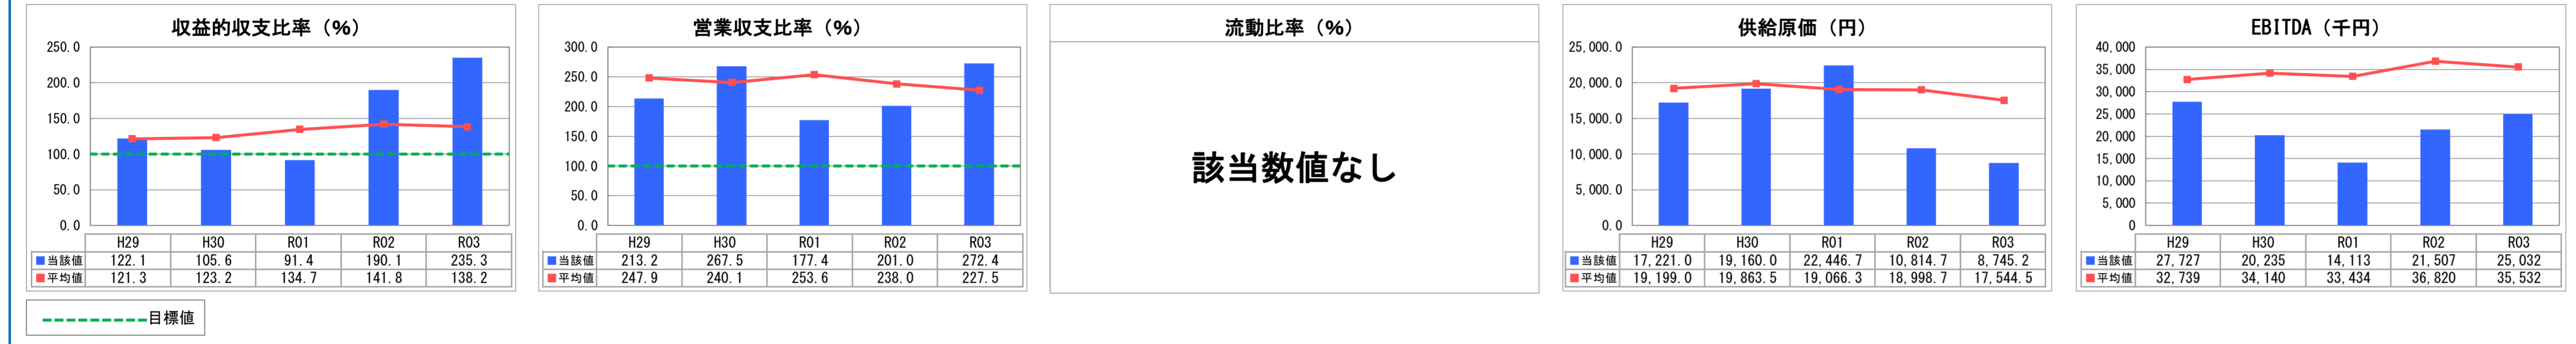 収益的収支比率（％）
250.0
200.0
150.0
100.0
50.0
0.0
H29 H30 R01 R02 R03
当該値 122.1 105.6 91.4 190.1 235.3
平均値 121.3 123.2 134.7 141.8 138.2
営業収支比率（％）
300.0
250.0
200.0
150.0
100.0
50.0
0.0
H29 H30 R01 R02 R03
当該値 213.2 267.5 177.4 201.0 272.4
平均値 247.9 240.1 253.6 238.0 227.5
流動比率（％）
該当数値なし
供給原価（円）
25,000.0
20,000.0
15,000.0
10,000.0
5,000.0
0.0
H29 H30 R01 R02 R03
当該値 17,221.0 19,160.0 22,446.7 10,814.7 8,745.2
平均値 19,199.0 19,863.5 19,066.3 18,998.7 17,544.5
EBITDA（千円）
40,000
35,000
30,000
25,000
20,000
15,000
10,000
5,000
0
H29 H30 R01 R02 R03
当該値 27,727 20,235 14,113 21,507 25,032
平均値 32,739 34,140 33,434 36,820 35,532
目標値